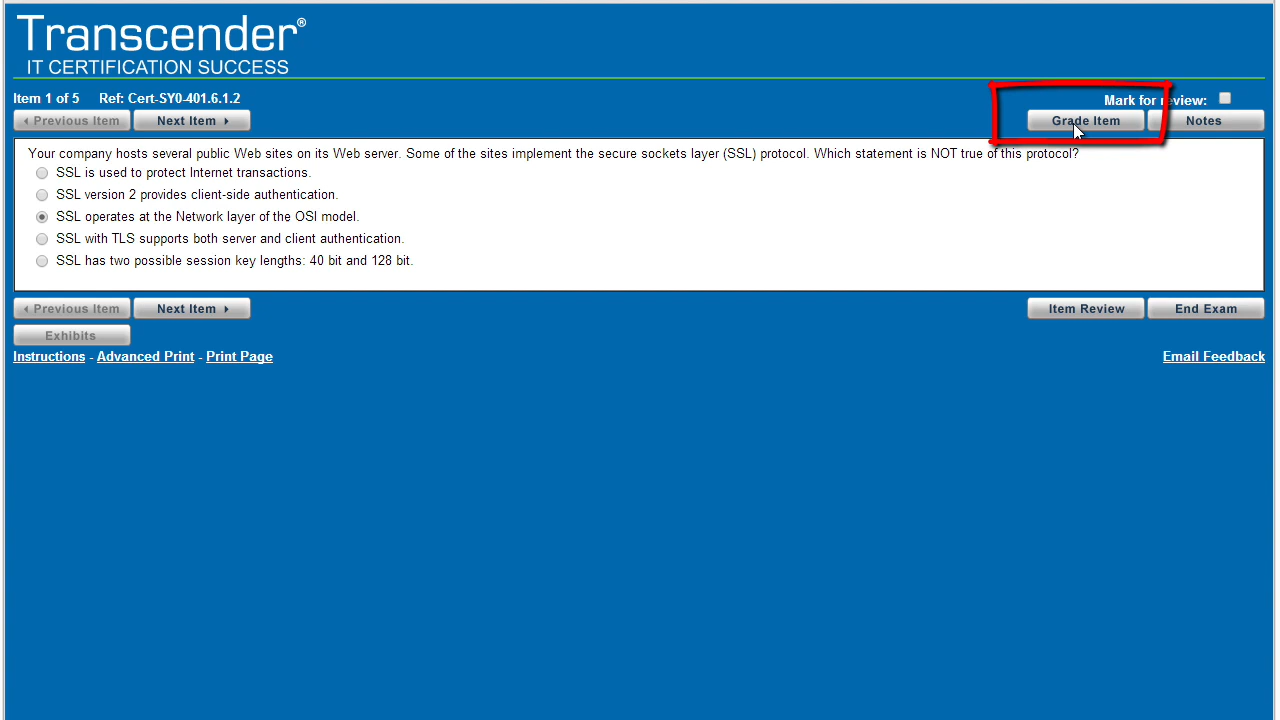 Transcender®
IT CERTIFICATION SUCCESS
Item 1 of 5 Ref: Cert-SY0-401.6.1.2 Mark for review:
Previous Item Next Item Grade Item Notes
Your company hosts several public Web sites on its Web server. Some of the sites implement the secure sockets layer (SSL) protocol. Which statement is NOT true of this protocol?
SSL is used to protect Internet transactions.
SSL version 2 provides client-side authentication.
SSL operates at the Network layer of the OSI model.
SSL with TLS supports both server and client authentication.
SSL has two possible session key lengths: 40 bit and 128 bit.
Previous Item Next Item Item Review End Exam
Exhibits
Instructions - Advanced Print - Print Page Email Feedback